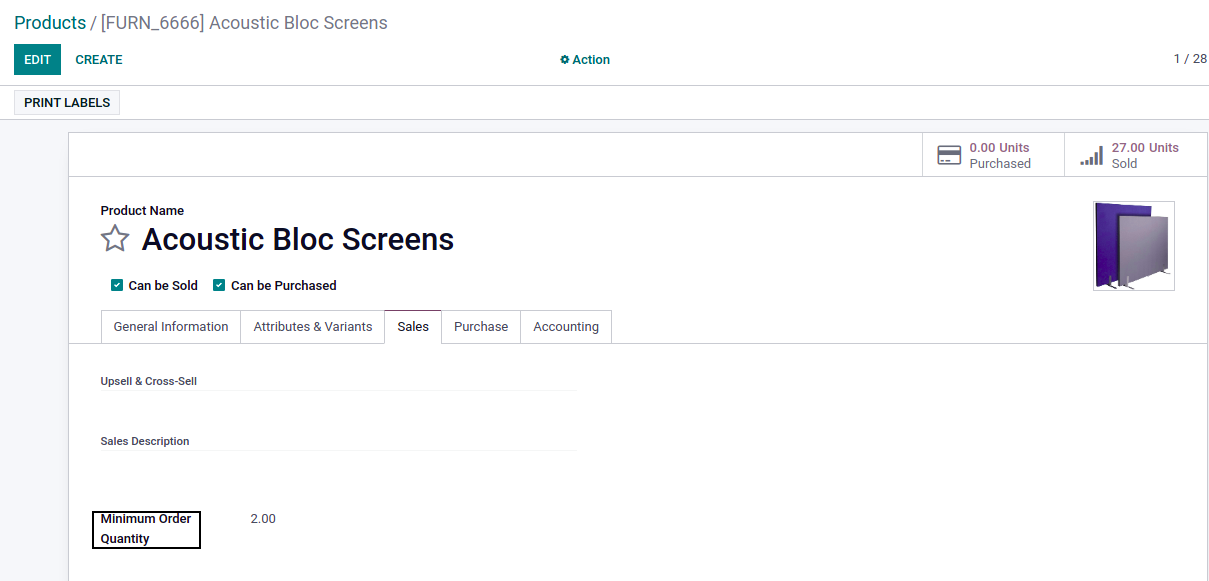 Products / [FURN_6666] Acoustic Bloc Screens
EDIT CREATE Action 1 / 28
PRINT LABELS
0.00 Units
Purchased
27.00 Units
Sold
Product Name
Acoustic Bloc Screens
Can be Sold Can be Purchased
General Information Attributes & Variants Sales Purchase Accounting
Upsell & Cross-Sell
Sales Description
Minimum Order 2.00
Quantity